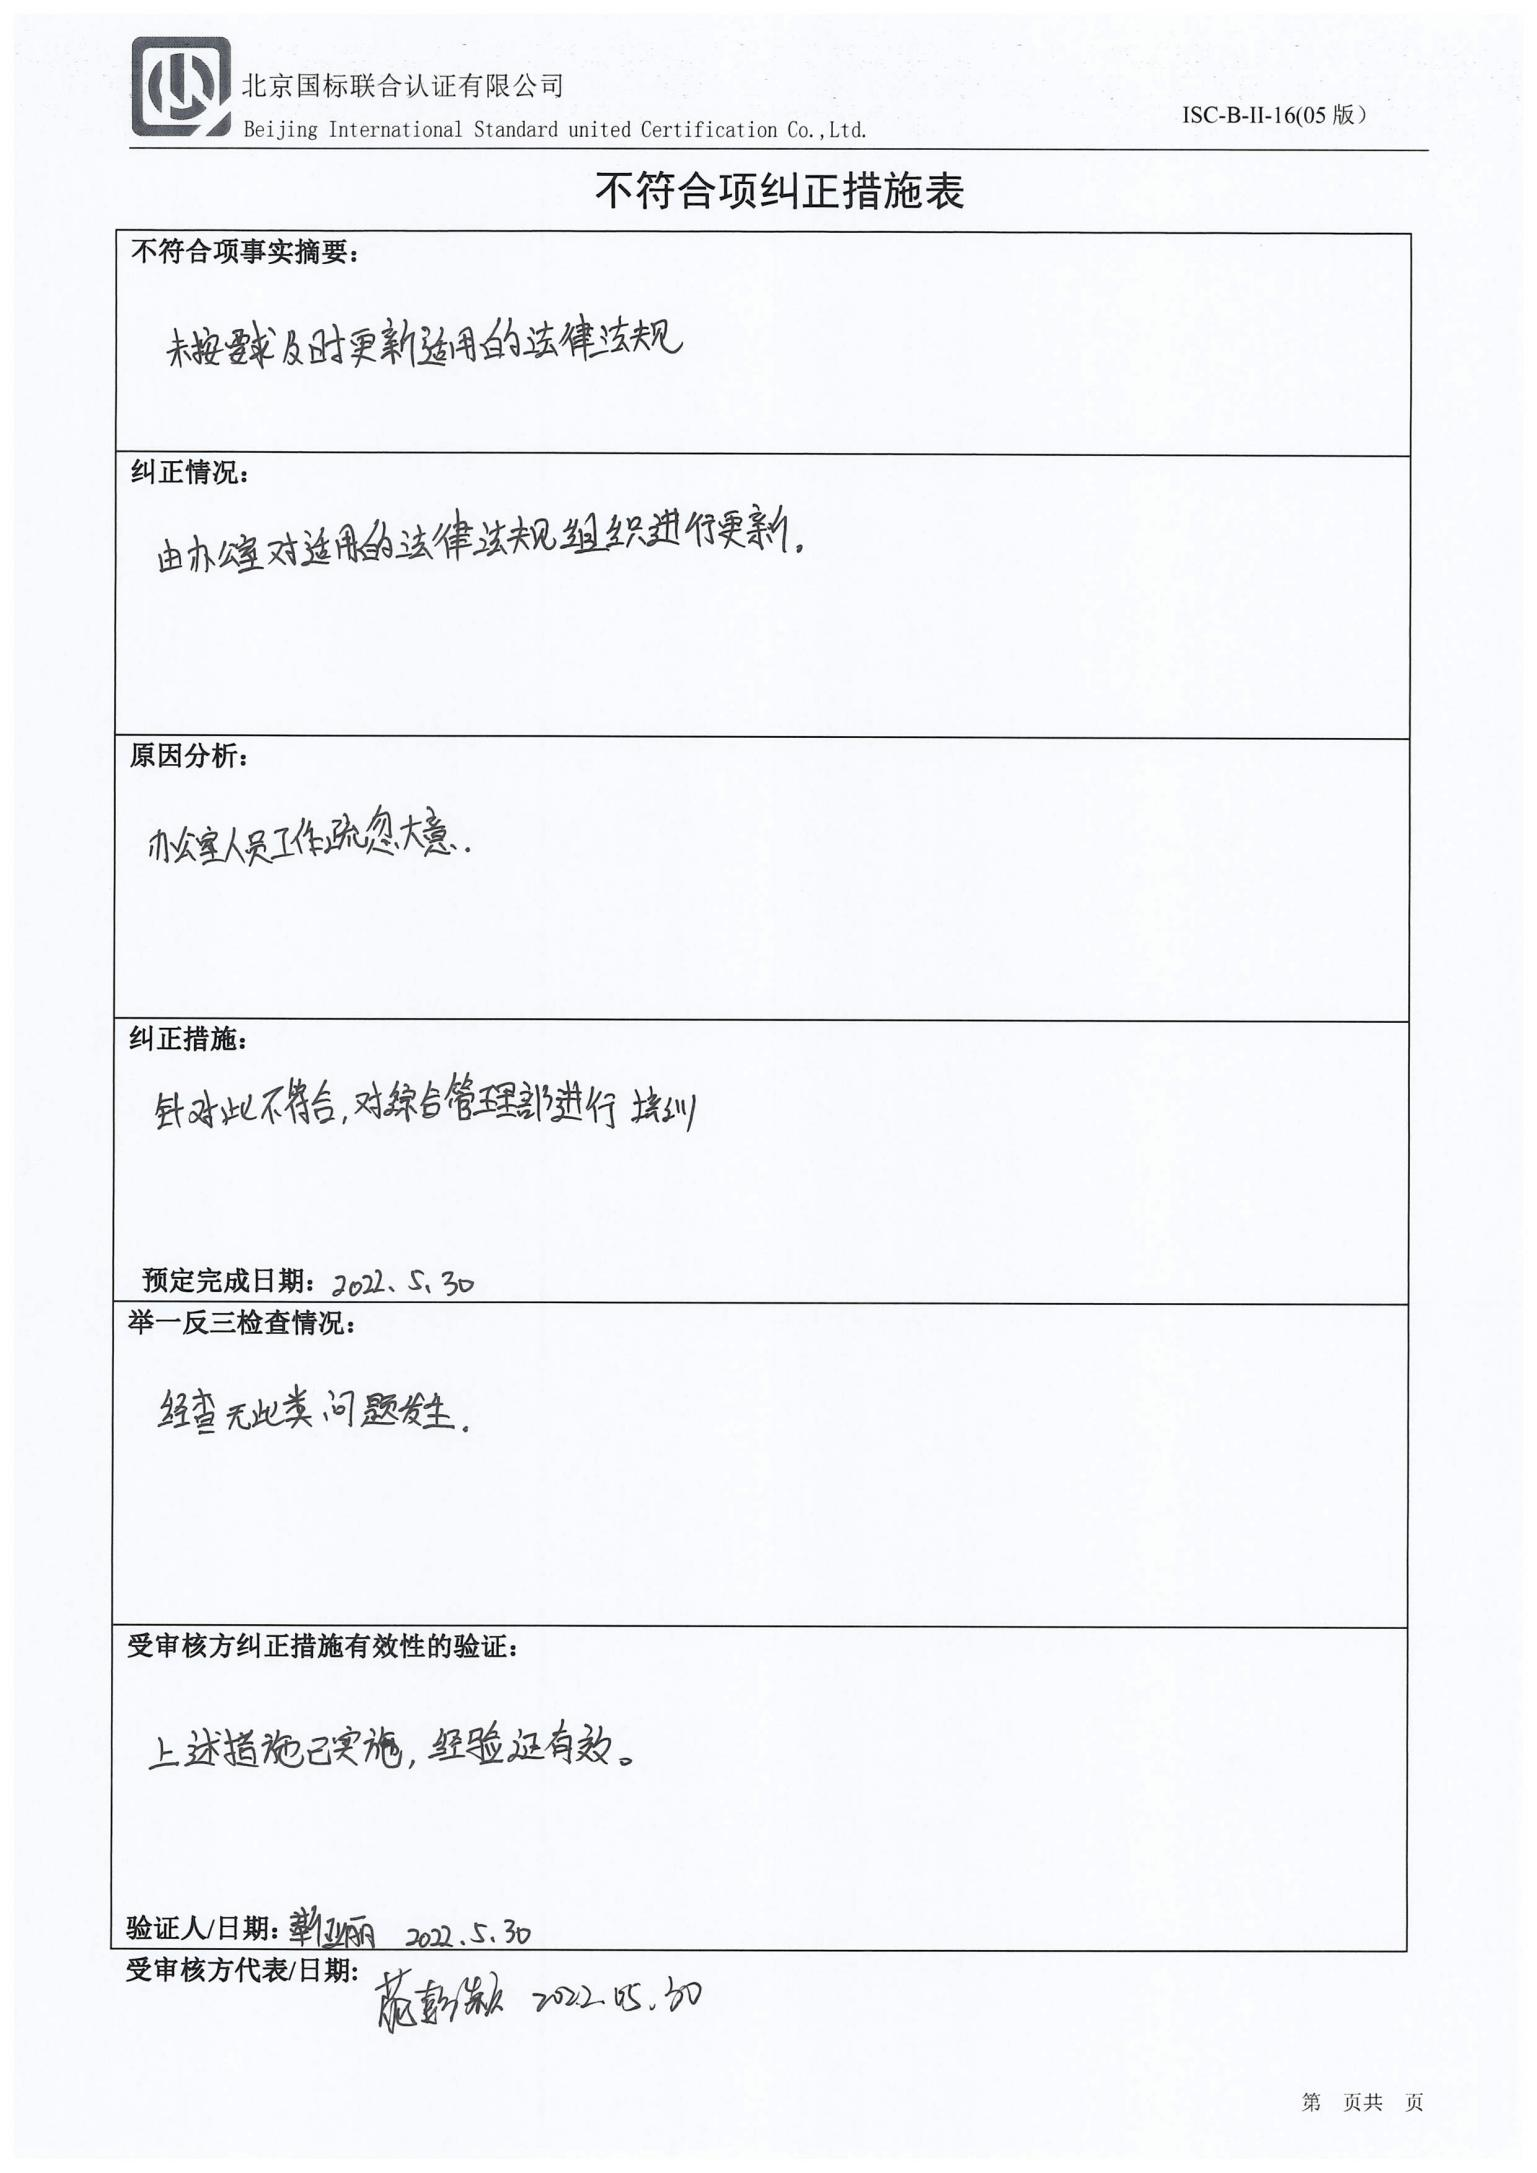 北京国标联合认证有限公司
Beijing International Standard united Certification Co.,Ltd.
ISC-B-II-16(05 版）
不符合项纠正措施表
不符合项事实摘要：
未按要求及时更新适用的法律法规
纠正情况：
由办公室对适用的法律法规组织进行更新。
原因分析：
办公室人员工作疏忽大意.
纠正措施：
针对此不符合，对综合管理部进行 培训
预定完成日期： 2022、5、30
举一反三检查情况：
经查无此类问题发生.
受审核方纠正措施有效性的验证：
上述措施已实施，经验证有效。
验证人/日期：靳亚丽 2022.5.30
受审核方代表/日期： 2022.05.30
第 页共 页